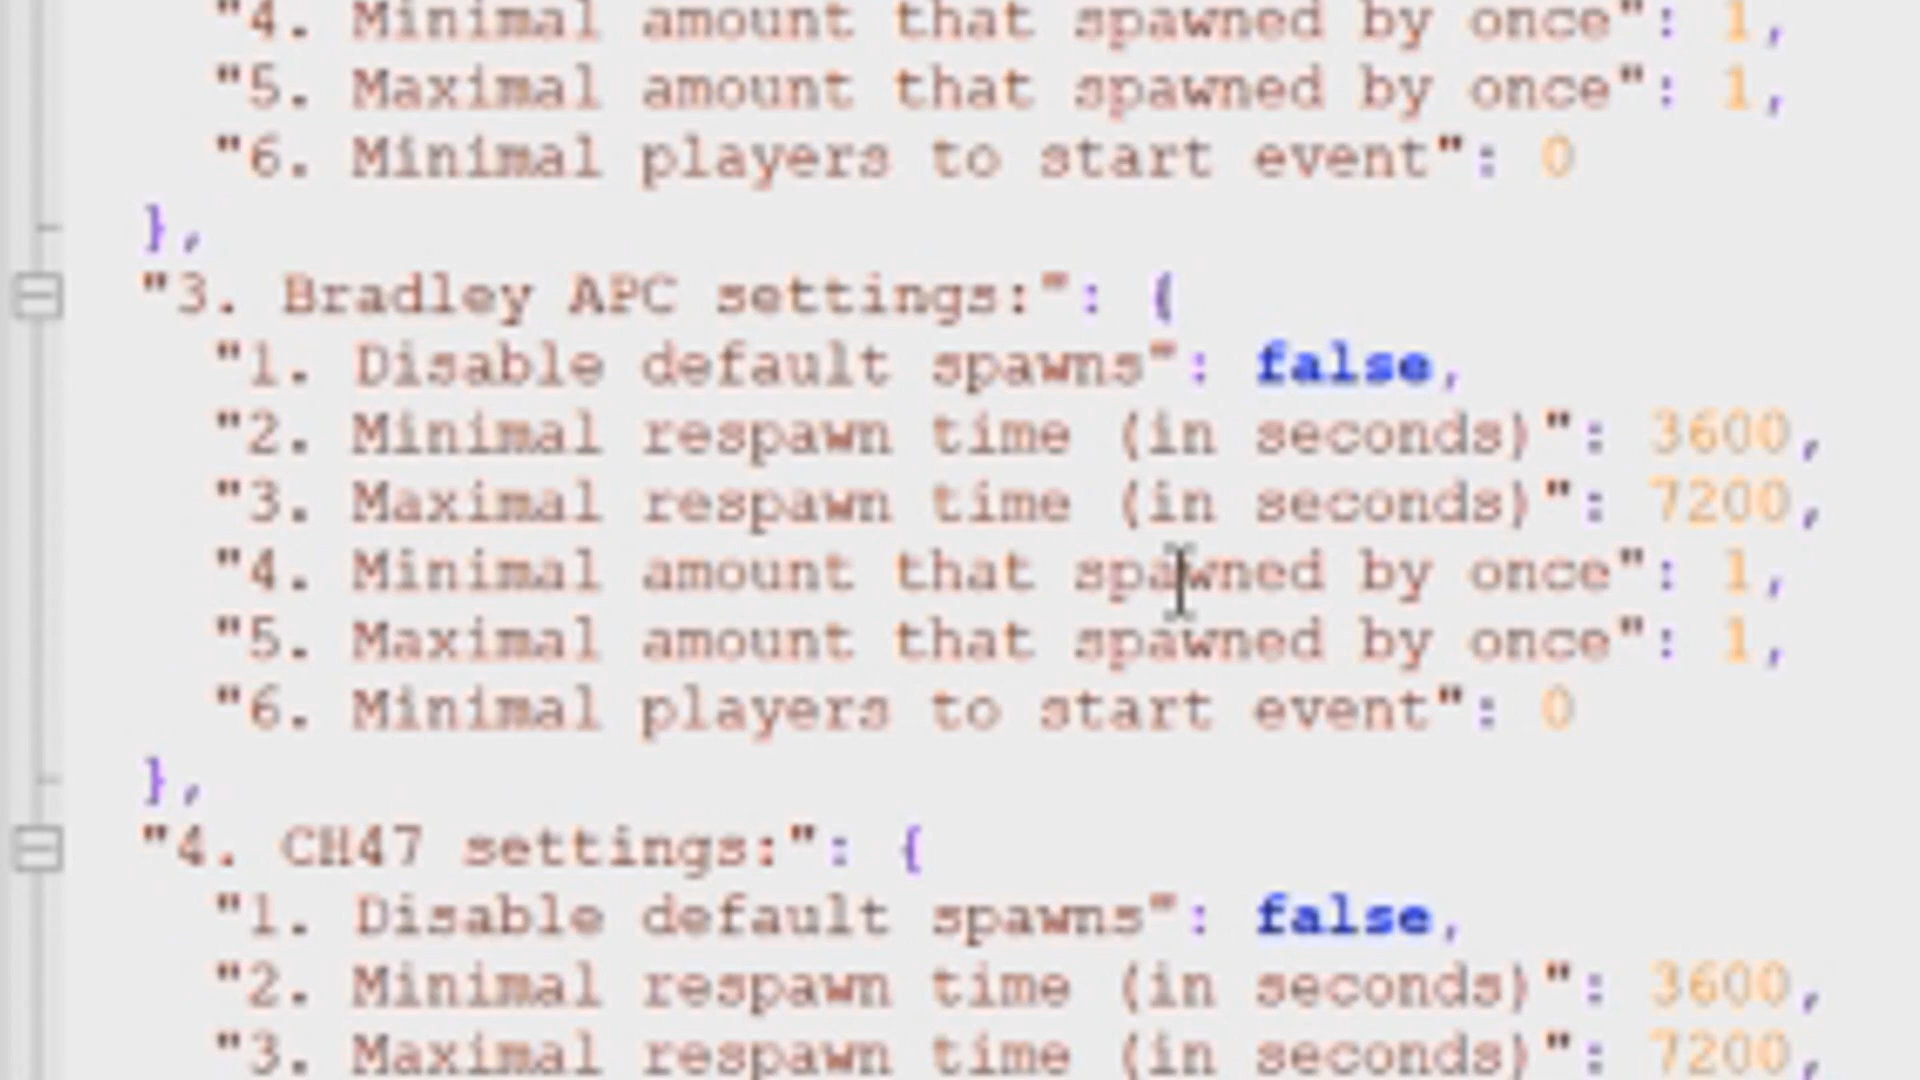 "4. Minimal amount that spawned by once": 1,
"5. Maximal amount that spawned by once": 1,
"6. Minimal players to start event": 0
},
"3. Bradley APC settings:": {
"1. Disable default spawns": false,
"2. Minimal respawn time (in seconds)": 3600,
"3. Maximal respawn time (in seconds)": 7200,
"4. Minimal amount that spawned by once": 1,
"5. Maximal amount that spawned by once": 1,
"6. Minimal players to start event": 0
},
"4. CH47 settings:": {
"1. Disable default spawns": false,
"2. Minimal respawn time (in seconds)": 3600,
"3. Maximal respawn time (in seconds)": 7200,